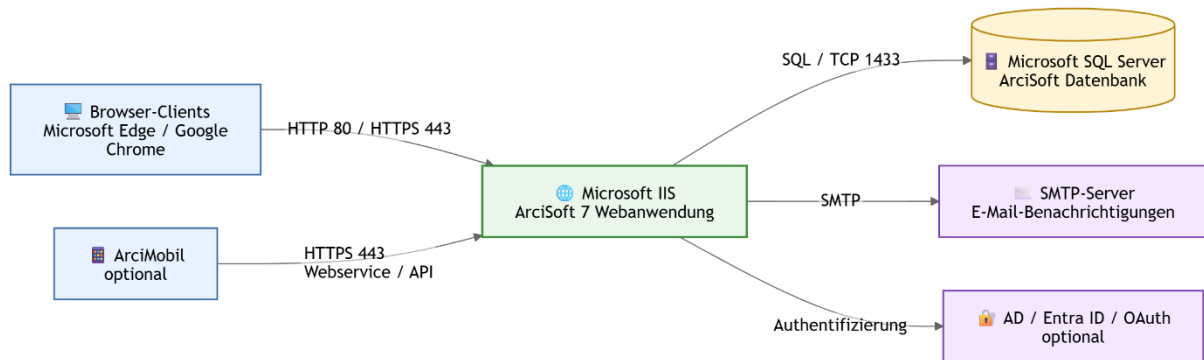 Browser-Clients
Microsoft Edge / Google
Chrome
HTTP 80 / HTTPS 443
ArciMobil
optional
HTTPS 443
Webservice / API
Microsoft IIS
ArciSoft 7 Webanwendung
SQL / TCP 1433
Microsoft SQL Server
ArciSoft Datenbank
SMTP
SMTP-Server
E-Mail-Benachrichtigungen
Authentifizierung
AD / Entra ID / OAuth
optional